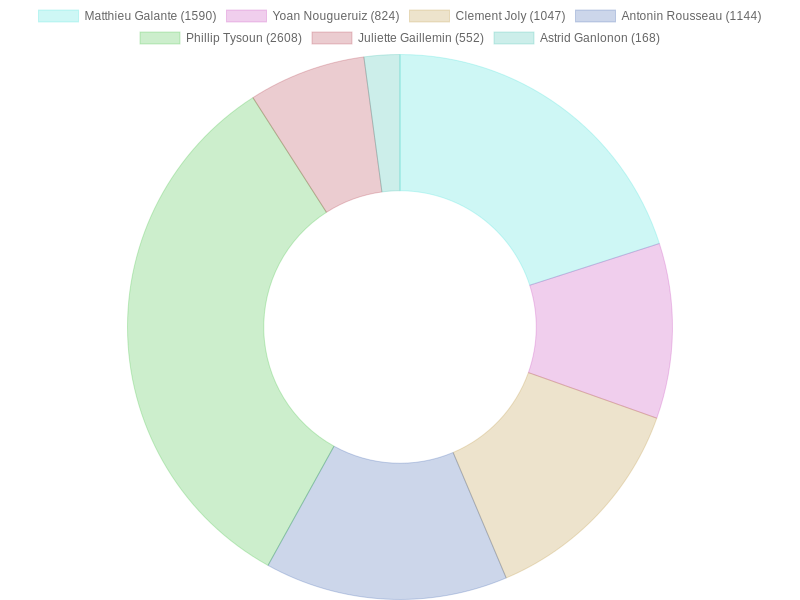 Matthieu Galante (1590) Yoan Nougueruiz (824) Clement Joly (1047) Antonin Rousseau (1144)
Phillip Tysoun (2608) Juliette Gaillemin (552) Astrid Ganlonon (168)